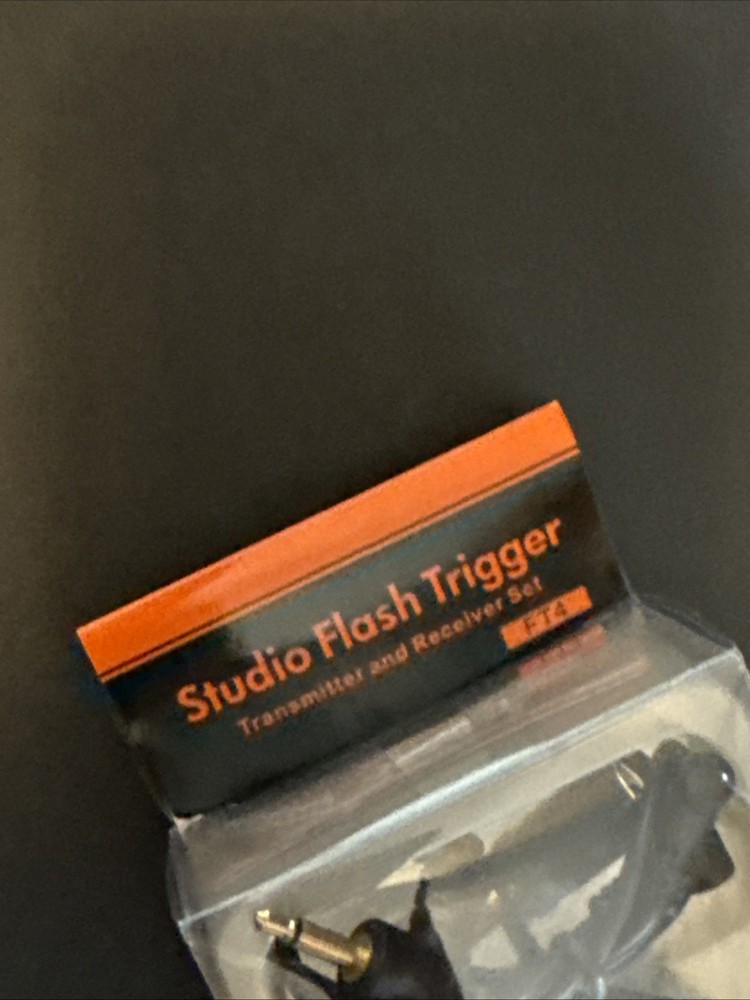 Studio Flash Trigger
Transmitter and Receiver Set
FT4